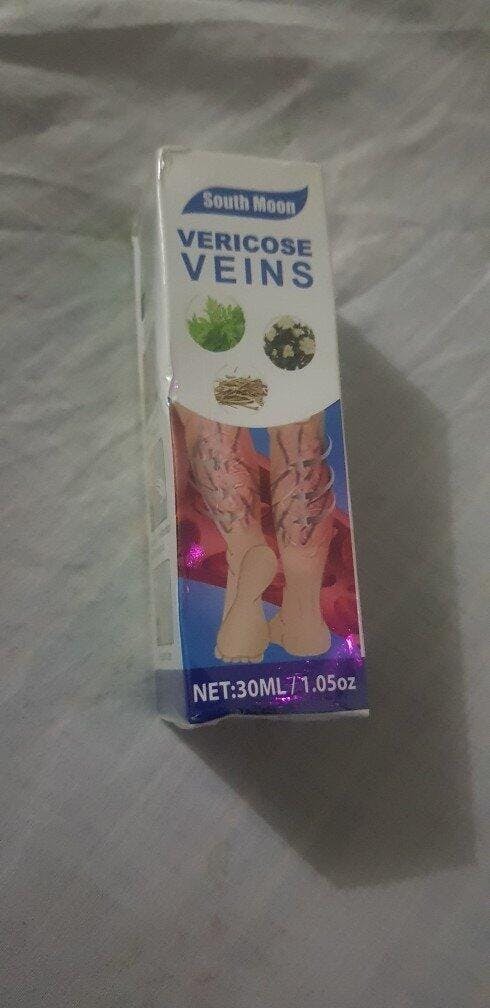 South Moon
VERICOSE
VEINS
NET:30ML/1.05oz